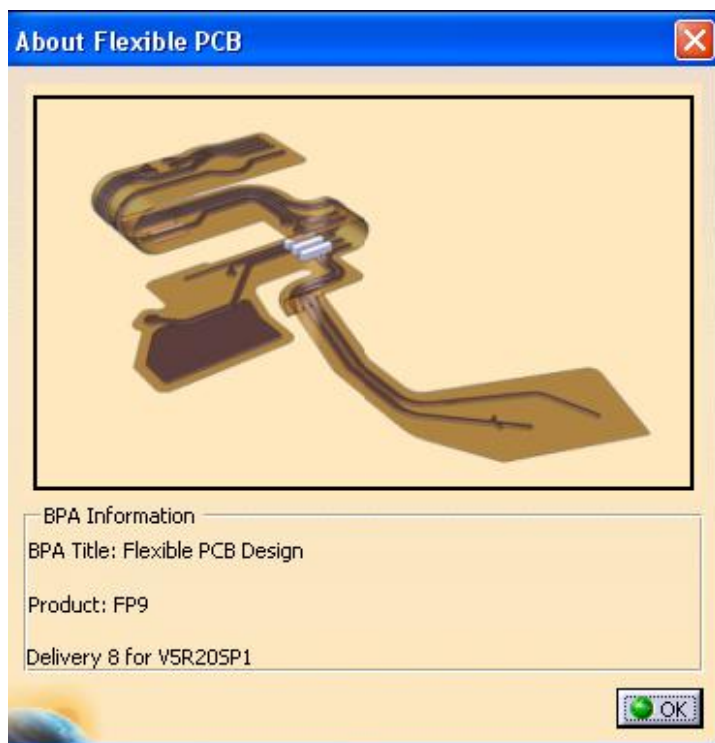 About Flexible PCB
BPA Information
BPA Title: Flexible PCB Design
Product: FP9
Delivery 8 for V5R20SP1
OK